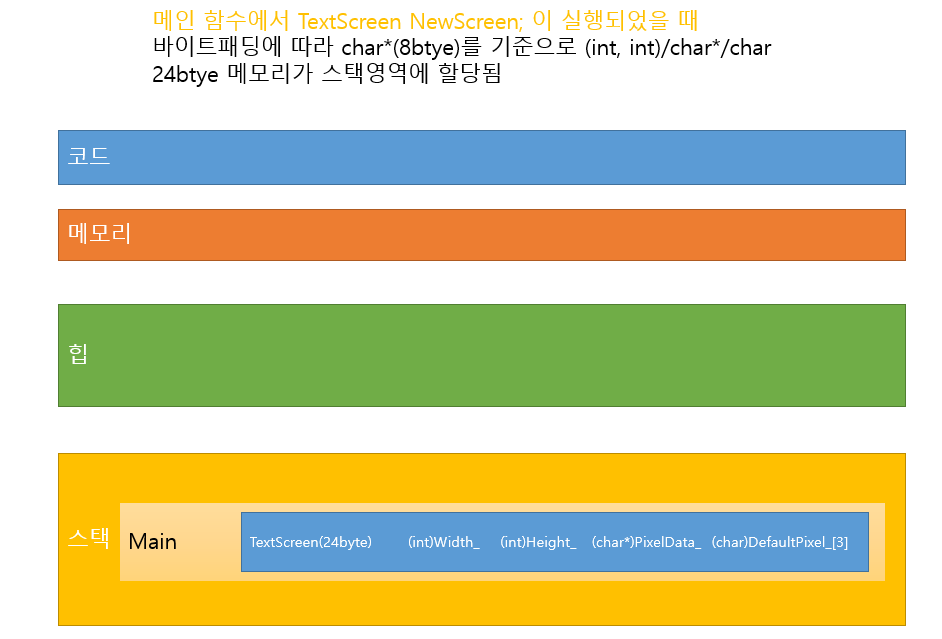 메인 함수에서 TextScreen NewScreen; 이 실행되었을 때
바이트패딩에 따라 char*(8btye)를 기준으로 (int, int)/char*/char
24btye 메모리가 스택영역에 할당됨
코드
메모리
힙
스택
Main
TextScreen(24byte) (int)Width_ (int)Height_ (char*)PixelData_ (char)DefaultPixel_[3]